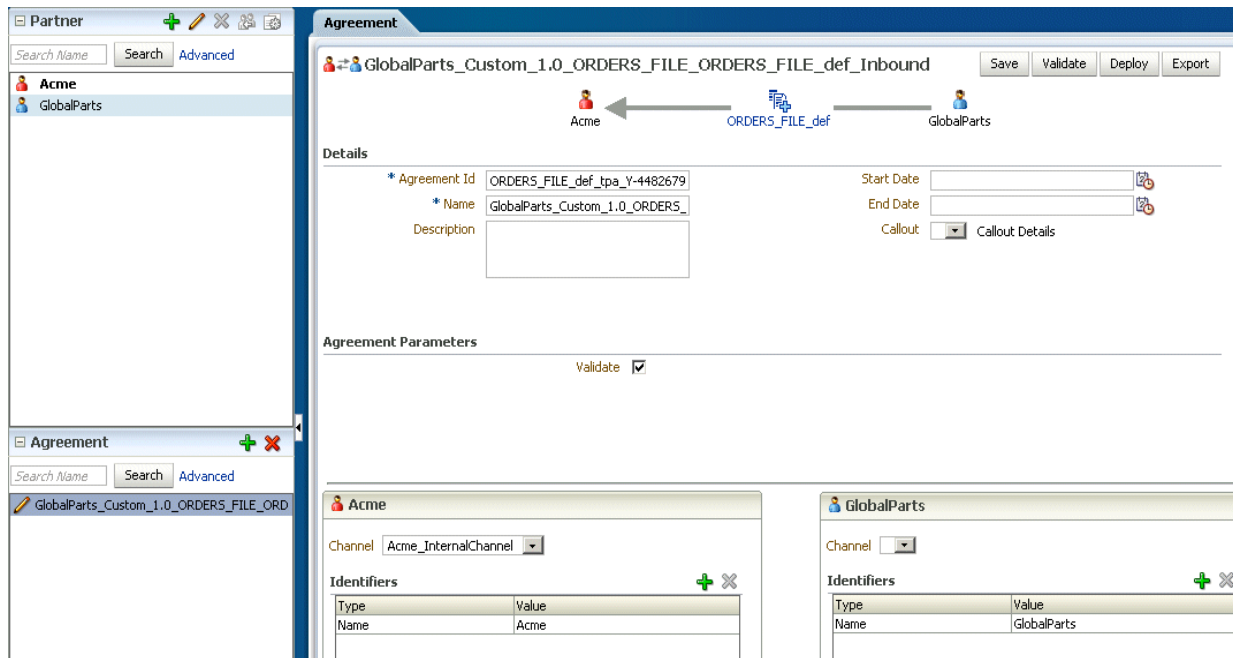 Partner
Search Name Search Advanced
Acme
GlobalParts
Agreement
Search Name Search Advanced
GlobalParts_Custom_1.0_ORDERS_FILE_ORD
Agreement
GlobalParts_Custom_1.0_ORDERS_FILE_ORDERS_FILE_def_Inbound Save Validate Deploy Export
Acme ORDERS_FILE_def GlobalParts
Details
* Agreement Id ORDERS_FILE_def_tpa_Y-4482679 Start Date
* Name GlobalParts_Custom_1.0_ORDERS_ End Date
Description Callout Callout Details
Agreement Parameters
Validate
Acme
Channel Acme_InternalChannel
Identifiers
Type Value
Name Acme
GlobalParts
Channel
Identifiers
Type Value
Name GlobalParts